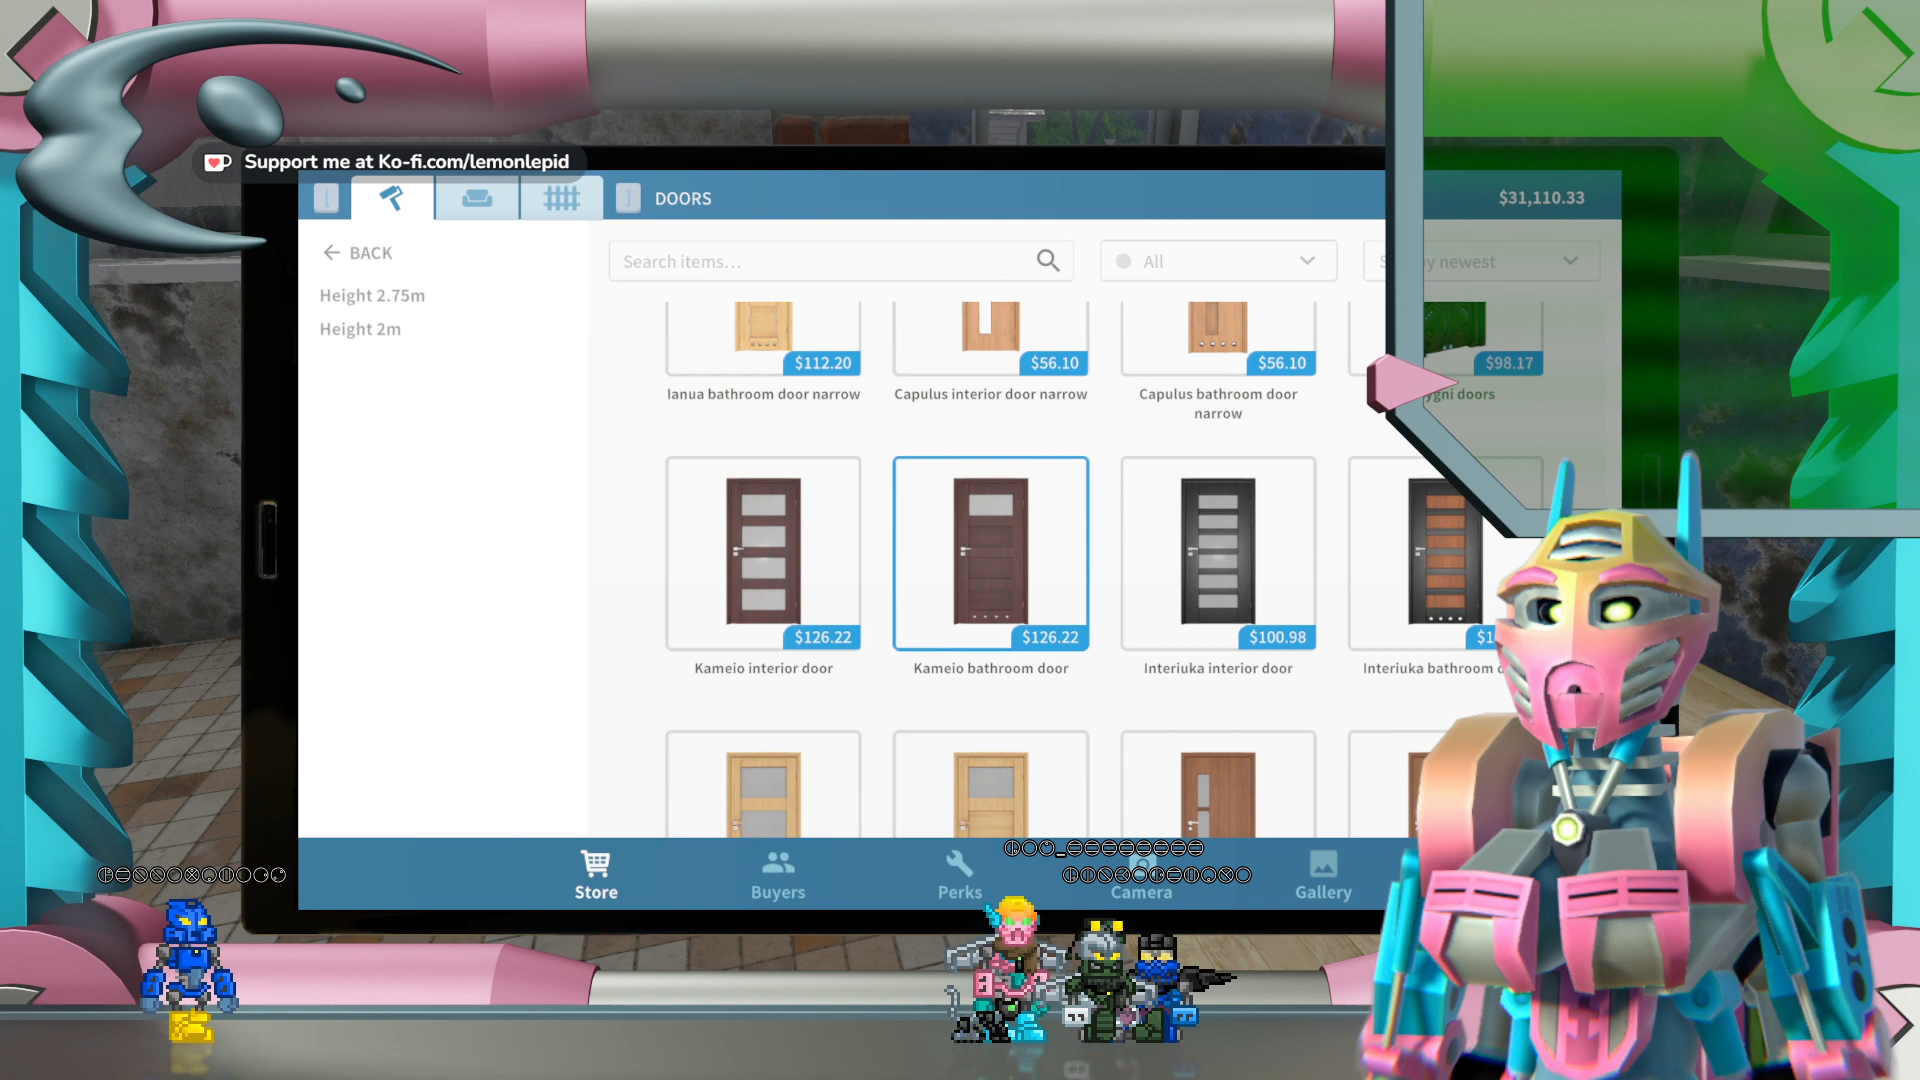 Support me at Ko-fi.com/lemonlepid
DOORS
$31,110.33
BACK
Search items...
All
by newest
Height 2.75m
Height 2m
$112.20
$56.10
$56.10
$98.17
Ianua bathroom door narrow
Capulus interior door narrow
Capulus bathroom door
narrow
doors
$126.22
$126.22
$100.98
Kameio interior door
Kameio bathroom door
Interiuka interior door
Interiuka bathroom
Store
Buyers
Perks
Camera
Gallery